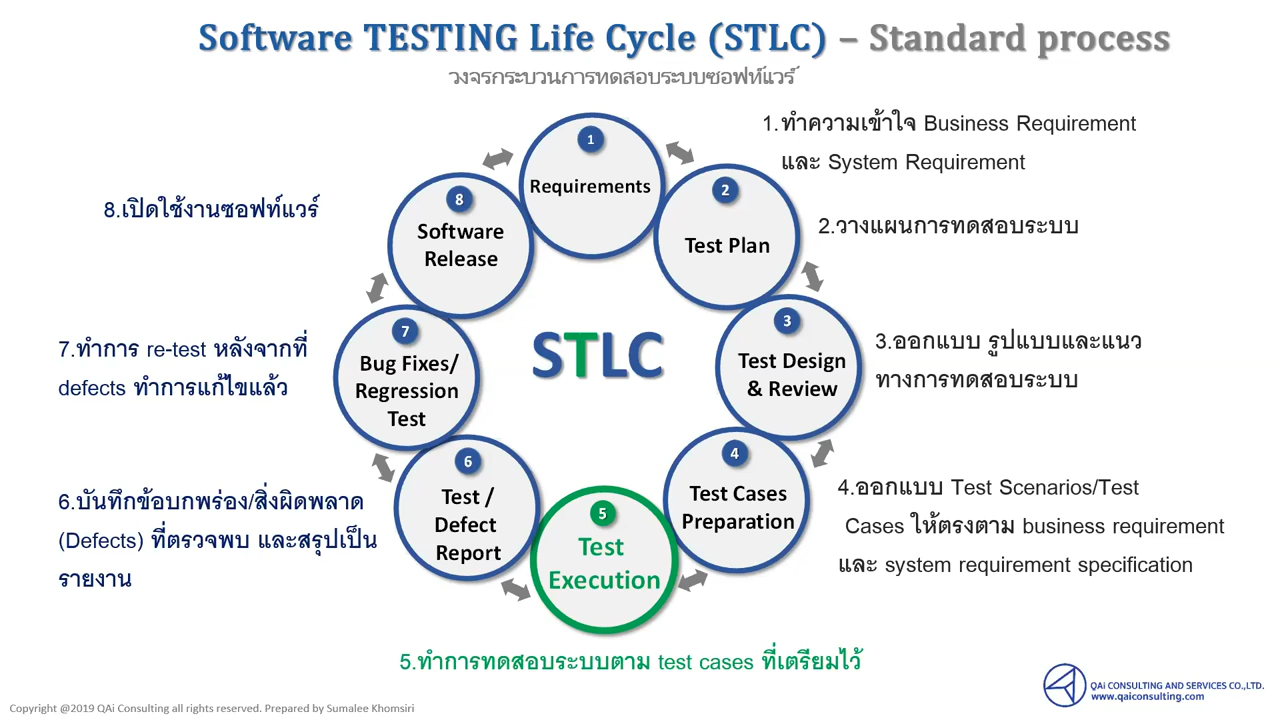 Software TESTING Life Cycle (STLC) – Standard process
วงจรกระบวนการทดสอบระบบซอฟท์แวร์
1
Requirements
1.ทำความเข้าใจ Business Requirement
และ System Requirement
2
Test Plan
2.วางแผนการทดสอบระบบ
3
Test Design
& Review
3.ออกแบบ รูปแบบและแนว
ทางการทดสอบระบบ
4
Test Cases
Preparation
4.ออกแบบ Test Scenarios/Test
Cases ให้ตรงตาม business requirement
และ system requirement specification
5
Test
Execution
5.ทำการทดสอบระบบตาม test cases ที่เตรียมไว้
6
Test /
Defect
Report
6.บันทึกข้อบกพร่อง/สิ่งผิดพลาด
(Defects) ที่ตรวจพบ และสรุปเป็น
รายงาน
7
Bug Fixes/
Regression
Test
7.ทำการ re-test หลังจากที่
defects ทำการแก้ไขแล้ว
8
Software
Release
8.เปิดใช้งานซอฟท์แวร์
STLC
QAi CONSULTING AND SERVICES CO.,LTD.
www.qaiconsulting.com
Copyright @2019 QAi Consulting all rights reserved. Prepared by Sumalee Khomsiri